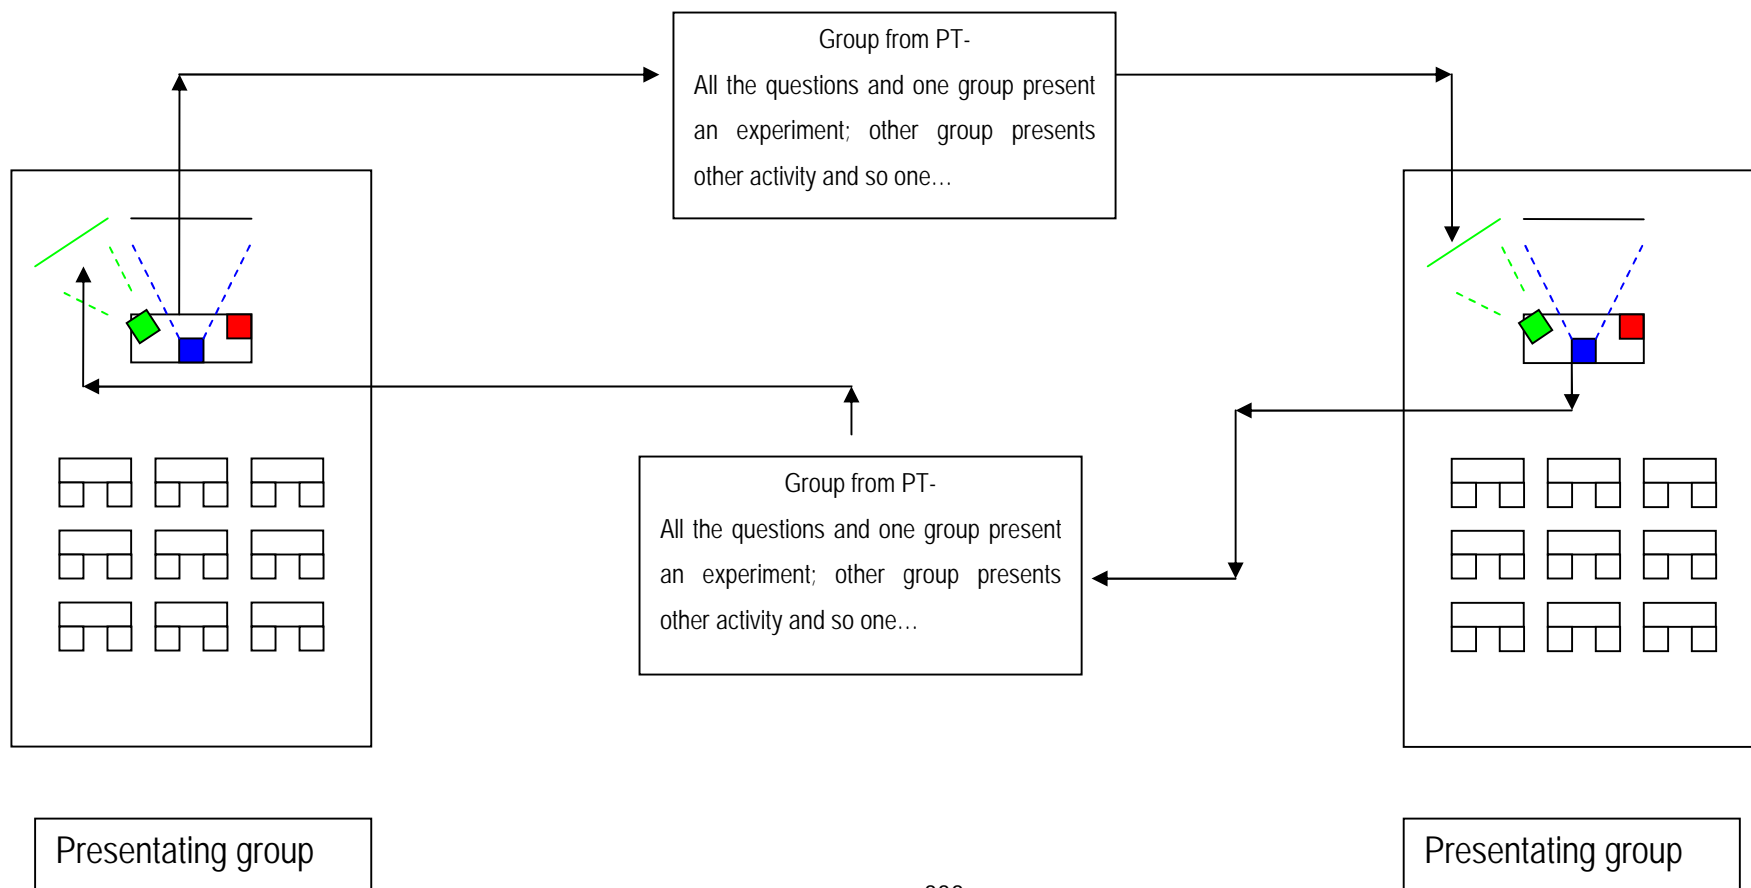 Group from PT-
All the questions and one group present
an experiment; other group presents
other activity and so one…
Group from PT-
All the questions and one group present
an experiment; other group presents
other activity and so one…
Presentating group
Presentating group